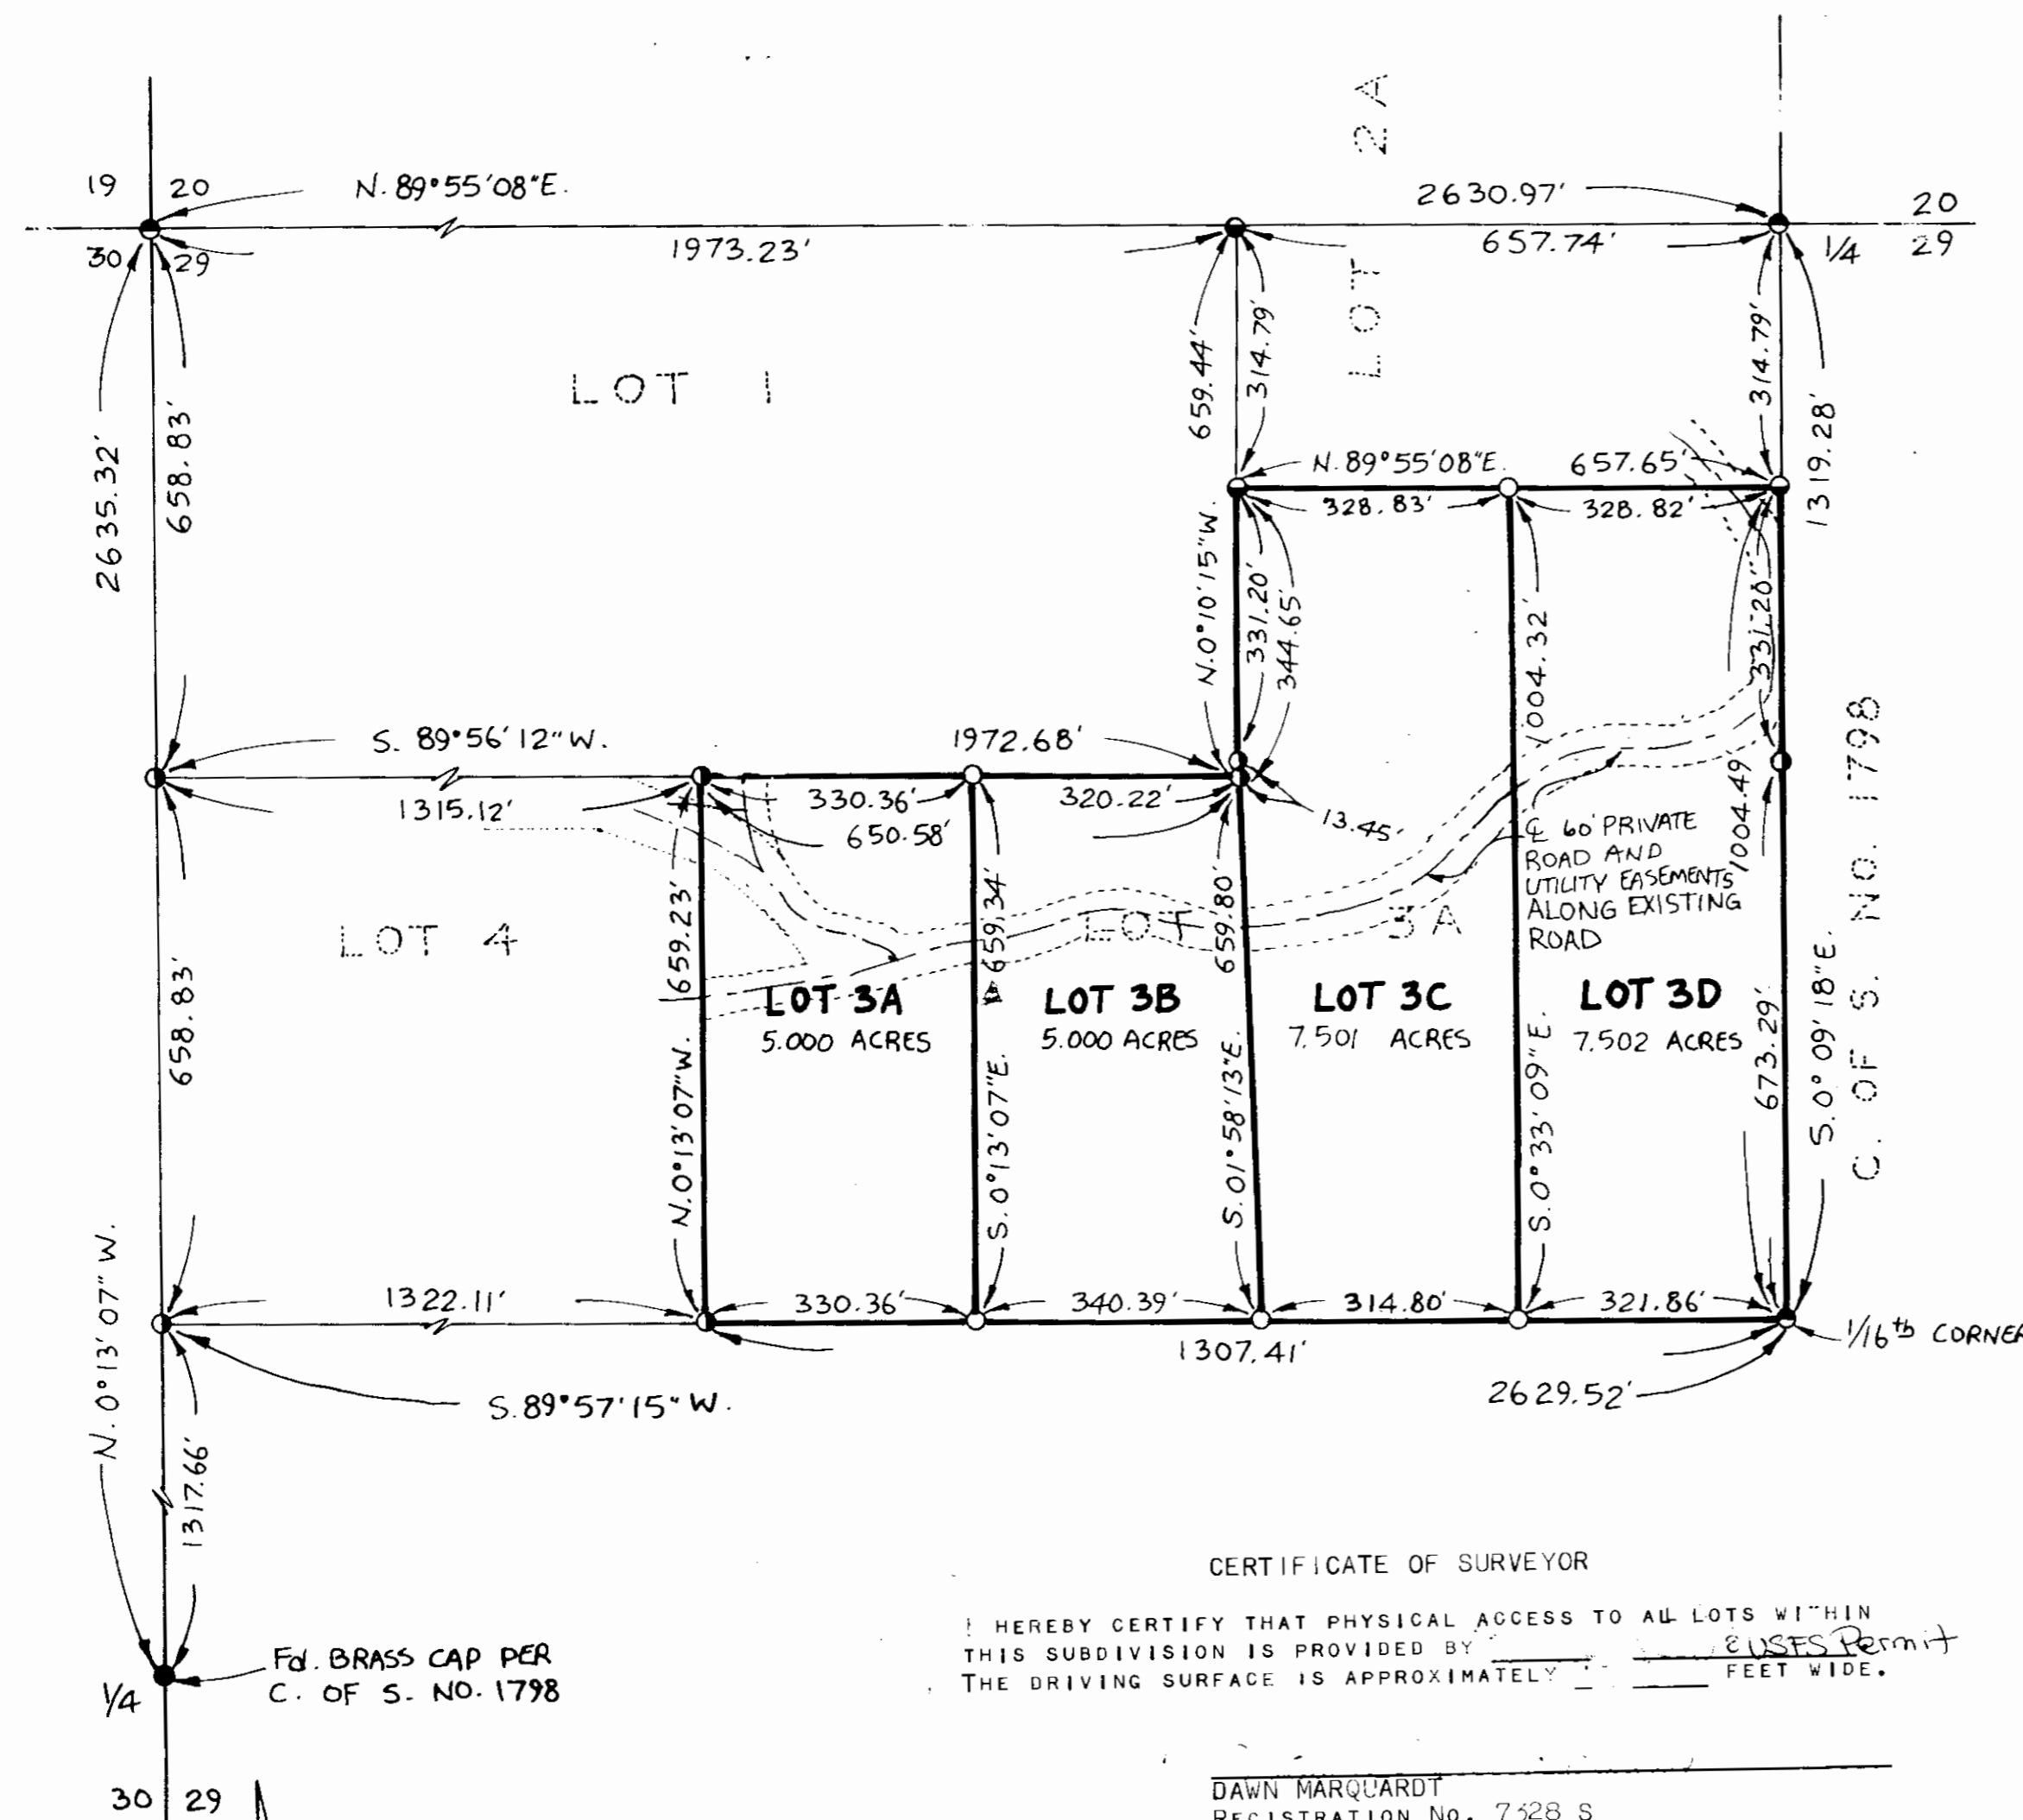 LOT 2A
19
20
N. 89°55'08"E.
2630.97'
20
30
29
1973.23'
657.74'
1/4
29
2635.32'
658.83'
LOT 1
659.44'
314.79'
314.79'
1319.28'
N. 89°55'08"E.
657.65'
328.83'
328.82'
N.0°10'15"W.
331.20'
344.65'
1004.32'
331.20'
S. 89°56'12"W.
1972.68'
1315.12'
330.36'
320.22'
650.58'
13.45'
1004.49'
℄ 60' PRIVATE
ROAD AND
UTILITY EASEMENTS
ALONG EXISTING
ROAD
C. OF S. NO. 1798
LOT 4
LOT 3A
658.83'
659.23'
659.34'
659.80'
673.29'
LOT 3A
5.000 ACRES
LOT 3B
5.000 ACRES
LOT 3C
7.501 ACRES
LOT 3D
7.502 ACRES
N.0°13'07"W.
S.0°13'07"E.
S.01°58'13"E.
S.0°33'09"E.
S.0°09'18"E.
1322.11'
330.36'
340.39'
314.80'
321.86'
1307.41'
1/16th CORNER
2629.52'
S.89°57'15"W.
N.0°13'07"W.
1317.66'
Fd. BRASS CAP PER
C. OF S. NO. 1798
1/4
30
29
CERTIFICATE OF SURVEYOR
I HEREBY CERTIFY THAT PHYSICAL ACCESS TO ALL LOTS WITHIN
THIS SUBDIVISION IS PROVIDED BY & USFS Permit
THE DRIVING SURFACE IS APPROXIMATELY FEET WIDE.
DAWN MARQUARDT
REGISTRATION NO. 7328 S